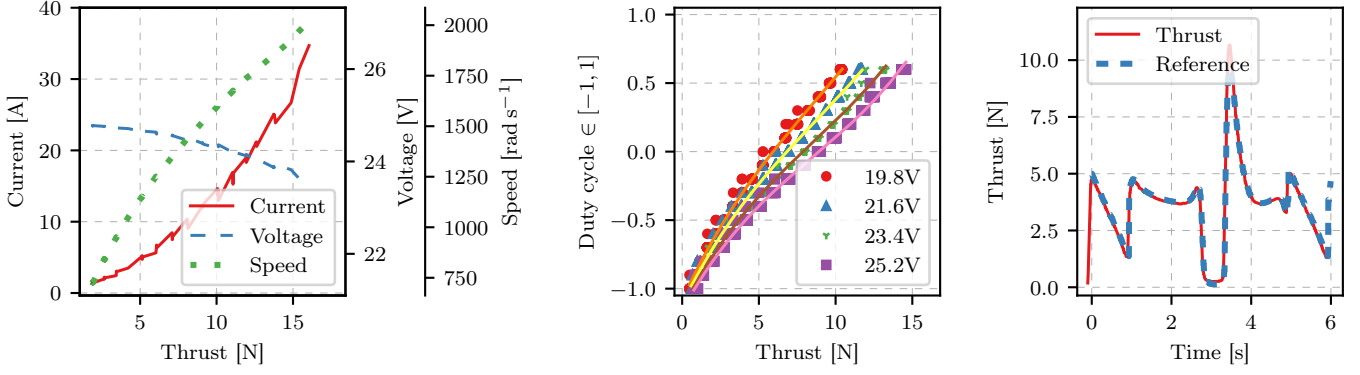 40
30
20
10
0
Current [A]
5
10
15
Thrust [N]
Current
Voltage
Speed
26
24
22
Voltage [V]
2000
1750
1500
1250
1000
750
Speed [rad s⁻¹]
1.0
0.5
0.0
−0.5
−1.0
Duty cycle ∈ [−1, 1]
0
5
10
15
Thrust [N]
19.8V
21.6V
23.4V
25.2V
10.0
7.5
5.0
2.5
0.0
Thrust [N]
0
2
4
6
Time [s]
Thrust
Reference